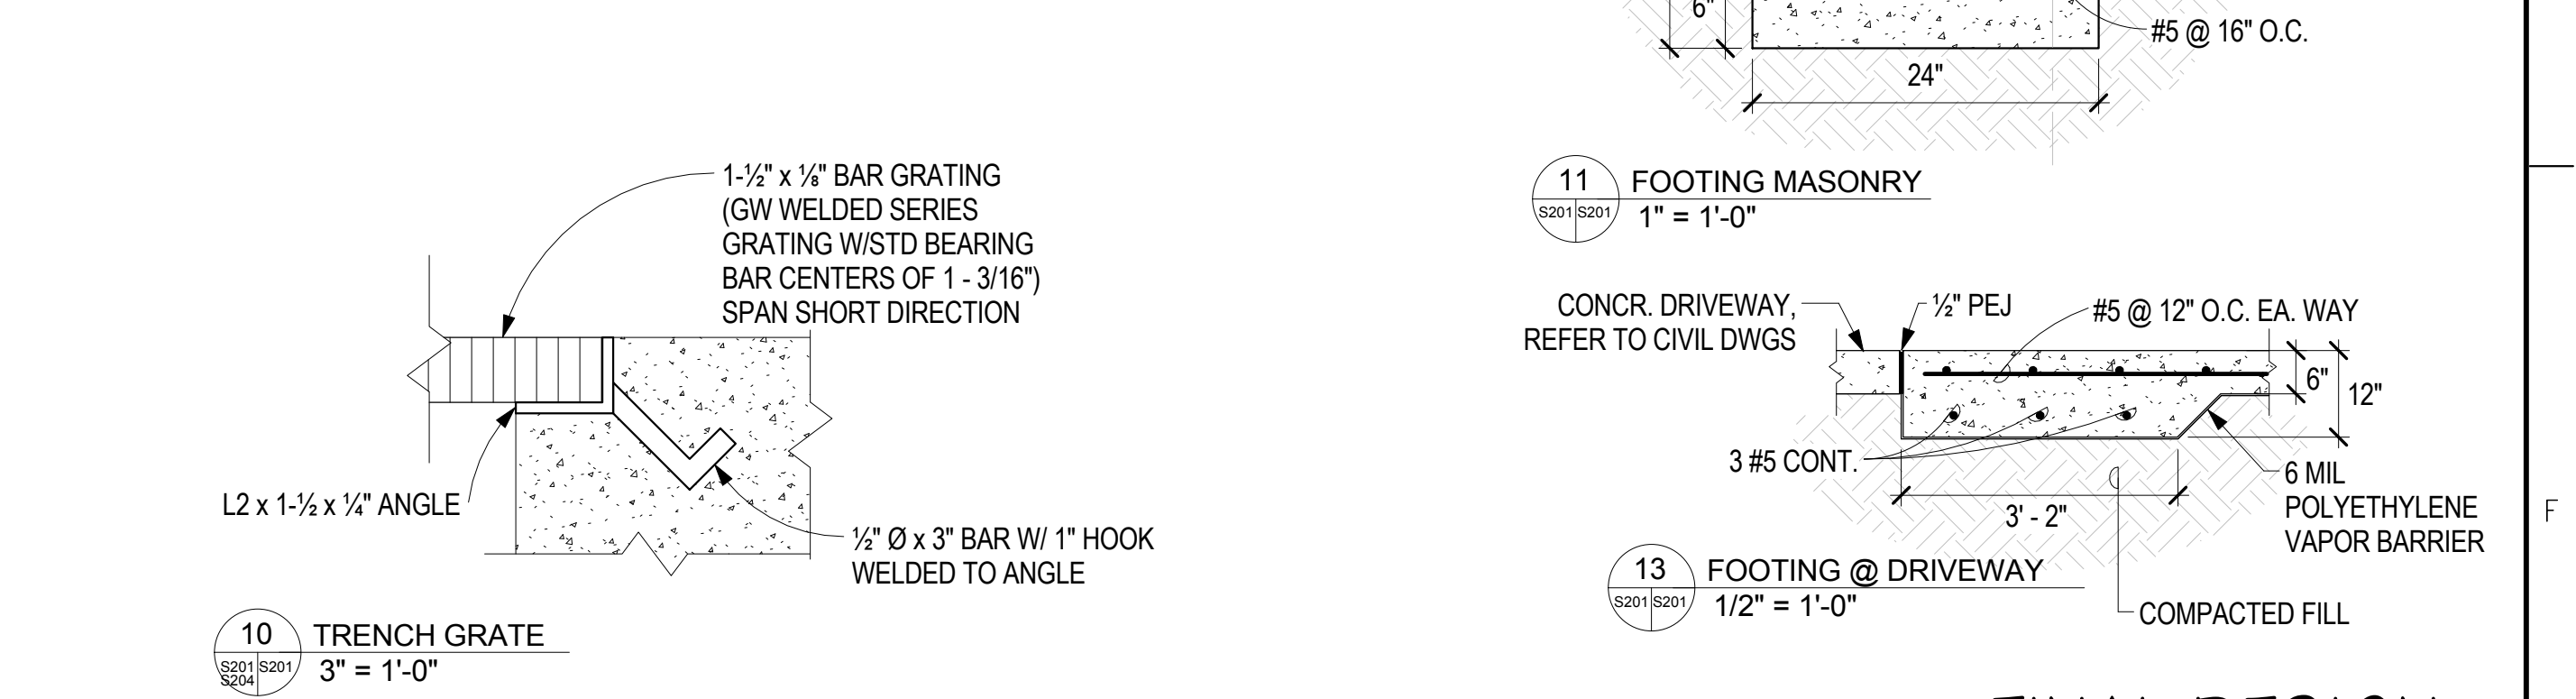 6"
#5 @ 16" O.C.
24"
11
S201 S201
FOOTING MASONRY
1" = 1'-0"
1-½" x ⅛" BAR GRATING
(GW WELDED SERIES
GRATING W/STD BEARING
BAR CENTERS OF 1 - 3/16")
SPAN SHORT DIRECTION
L2 x 1-½ x ¼" ANGLE
½" Ø x 3" BAR W/ 1" HOOK
WELDED TO ANGLE
10
S201 S201
S204
TRENCH GRATE
3" = 1'-0"
CONCR. DRIVEWAY,
REFER TO CIVIL DWGS
½" PEJ
#5 @ 12" O.C. EA. WAY
6"
12"
3 #5 CONT.
3' - 2"
6 MIL
POLYETHYLENE
VAPOR BARRIER
COMPACTED FILL
13
S201 S201
FOOTING @ DRIVEWAY
1/2" = 1'-0"
F